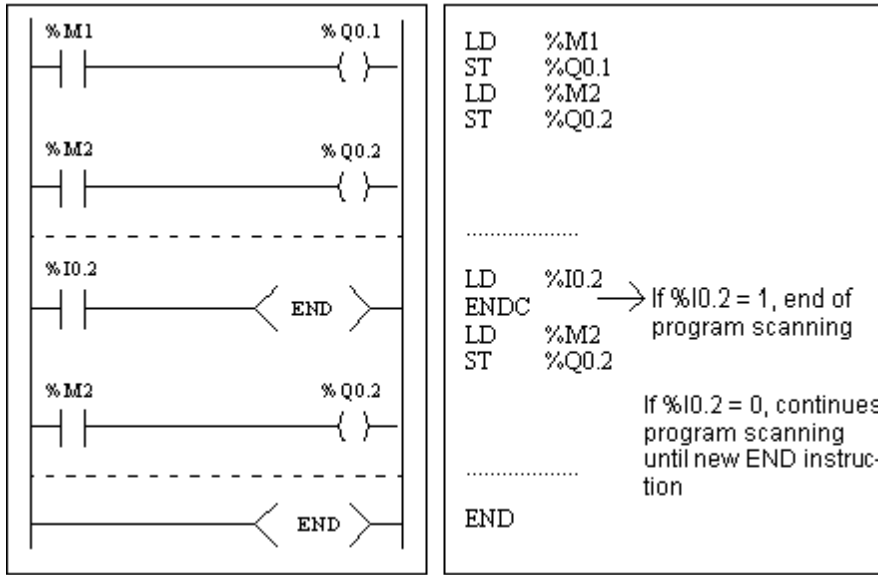 %M1 %Q0.1
%M2 %Q0.2
%I0.2
END
%M2 %Q0.2
END
LD %M1
ST %Q0.1
LD %M2
ST %Q0.2
...................
LD %I0.2
ENDC
LD %M2
ST %Q0.2
If %I0.2 = 1, end of
program scanning
If %I0.2 = 0, continues
program scanning
until new END instruc-
tion
...................
END